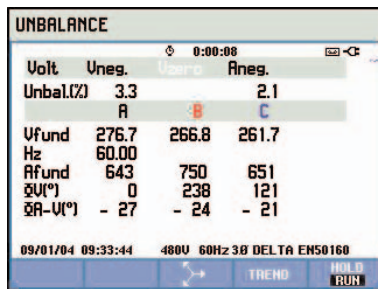 UNBALANCE
0:00:08
Volt Vneg. Vzero Aneg.
Unbal.(%) 3.3 2.1
A B C
Vfund 276.7 266.8 261.7
Hz 60.00
Afund 643 750 651
ΦV(°) 0 238 121
ΦA-V(°) - 27 - 24 - 21
09/01/04 09:33:44 480V 60Hz 3Ø DELTA EN50160
TREND HOLD
RUN